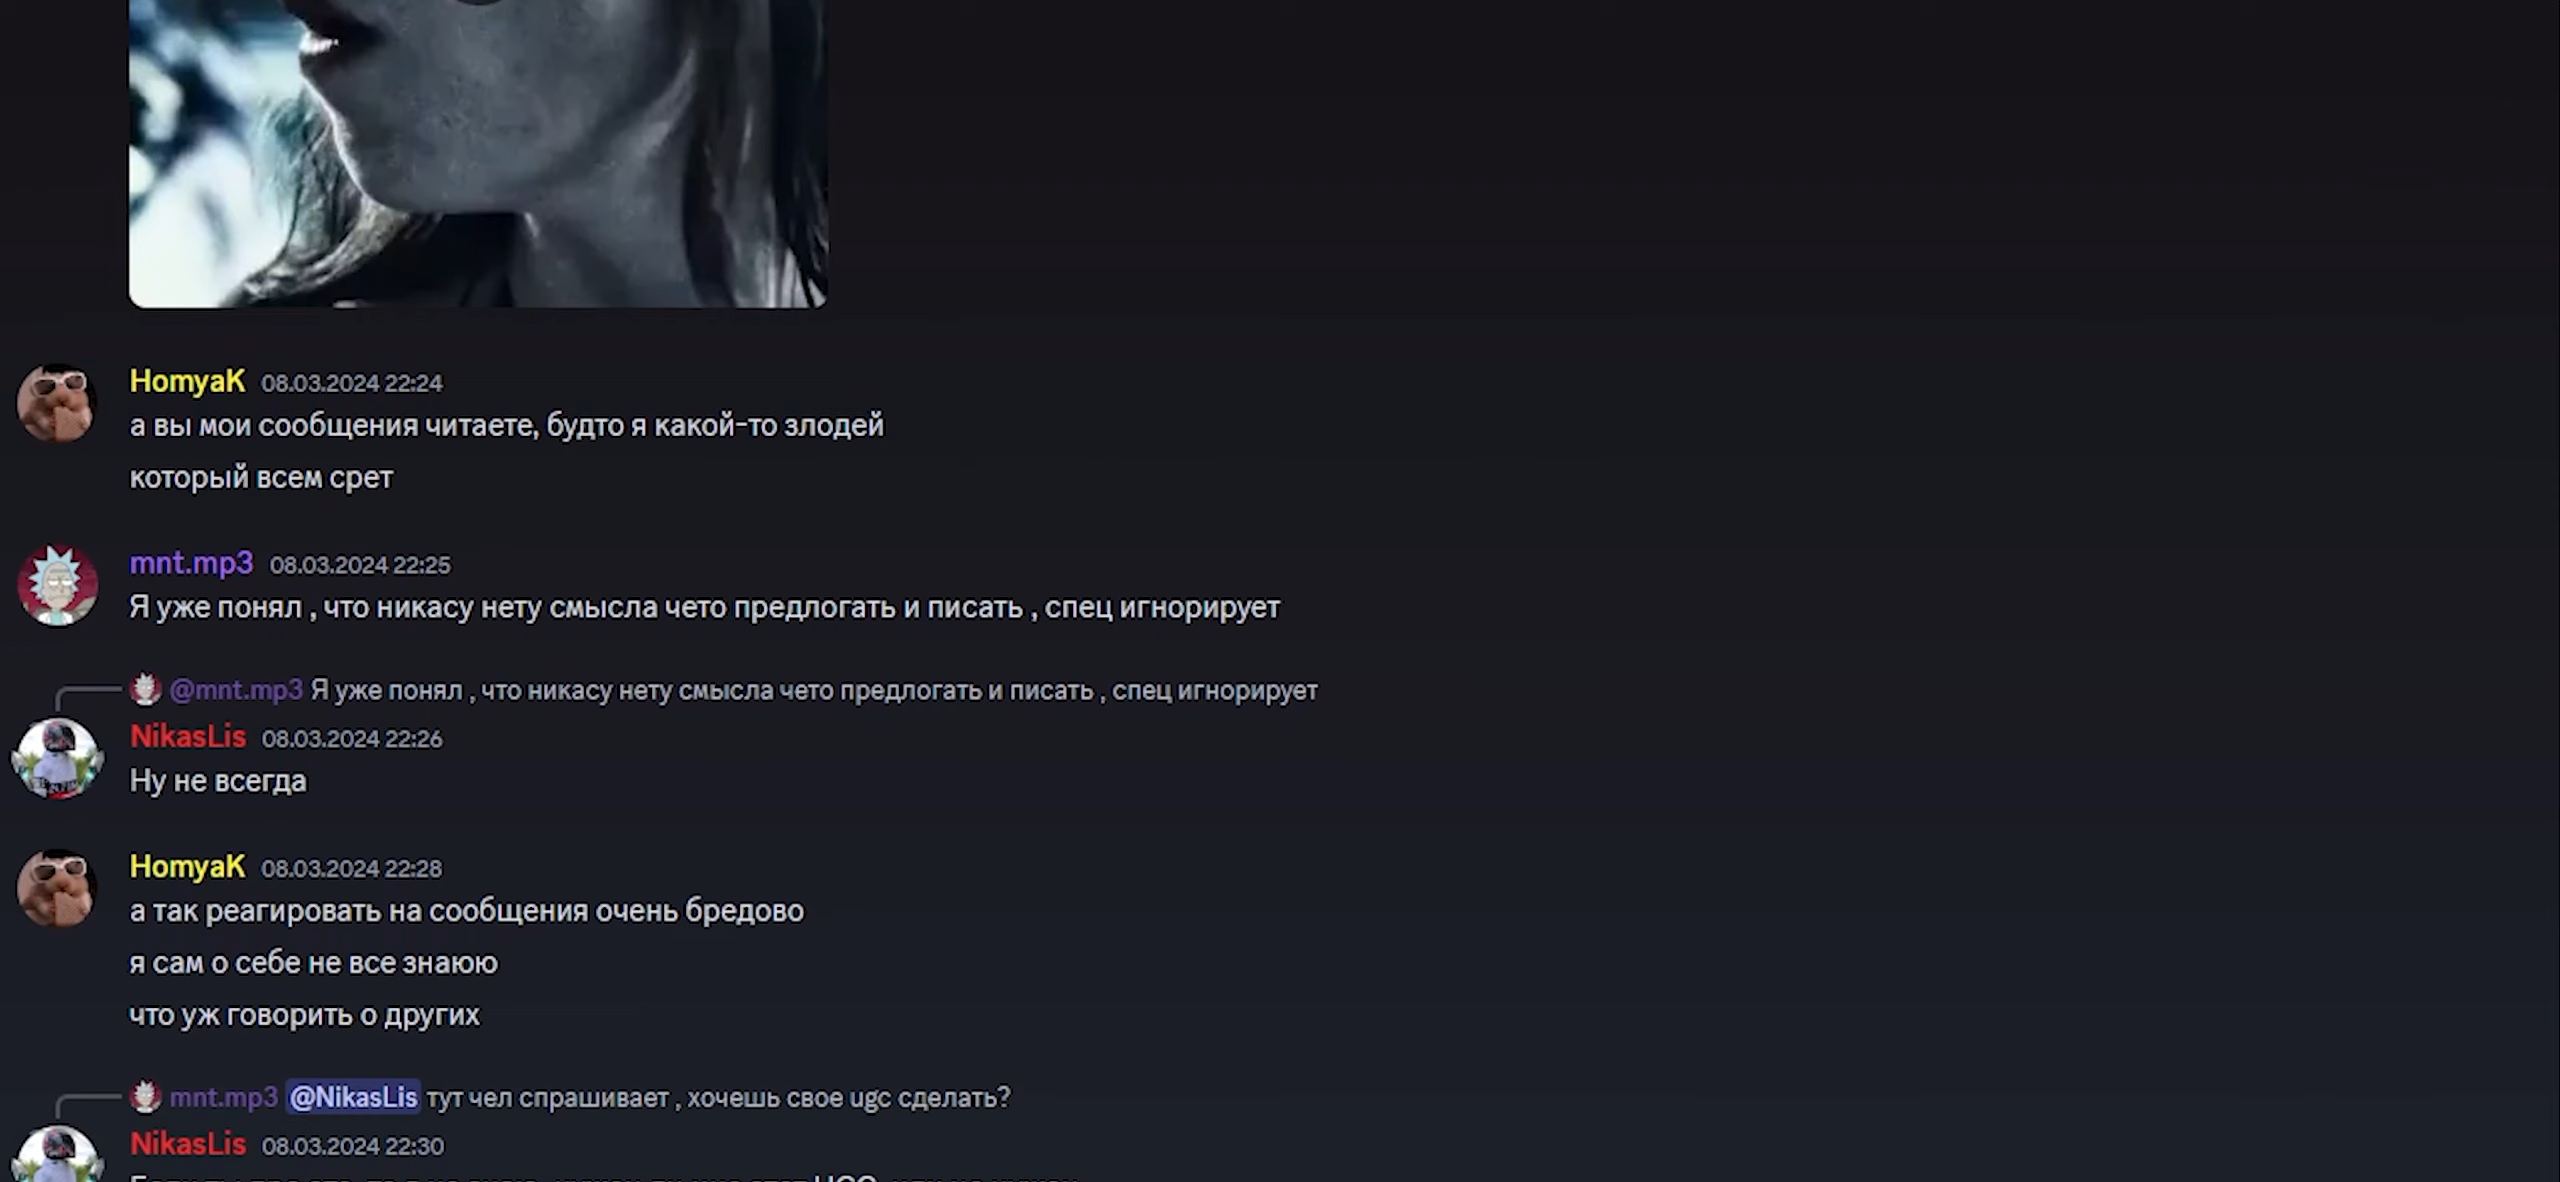 HomyaK 08.03.2024 22:24
а вы мои сообщения читаете, будто я какой-то злодей
который всем срет
mnt.mp3 08.03.2024 22:25
Я уже понял , что никасу нету смысла чето предлогать и писать , спец игнорирует
@mnt.mp3 Я уже понял , что никасу нету смысла чето предлогать и писать , спец игнорирует
NikasLis 08.03.2024 22:26
Ну не всегда
HomyaK 08.03.2024 22:28
а так реагировать на сообщения очень бредово
я сам о себе не все знаюю
что уж говорить о других
mnt.mp3 @NikasLis тут чел спрашивает , хочешь свое ugc сделать?
NikasLis 08.03.2024 22:30